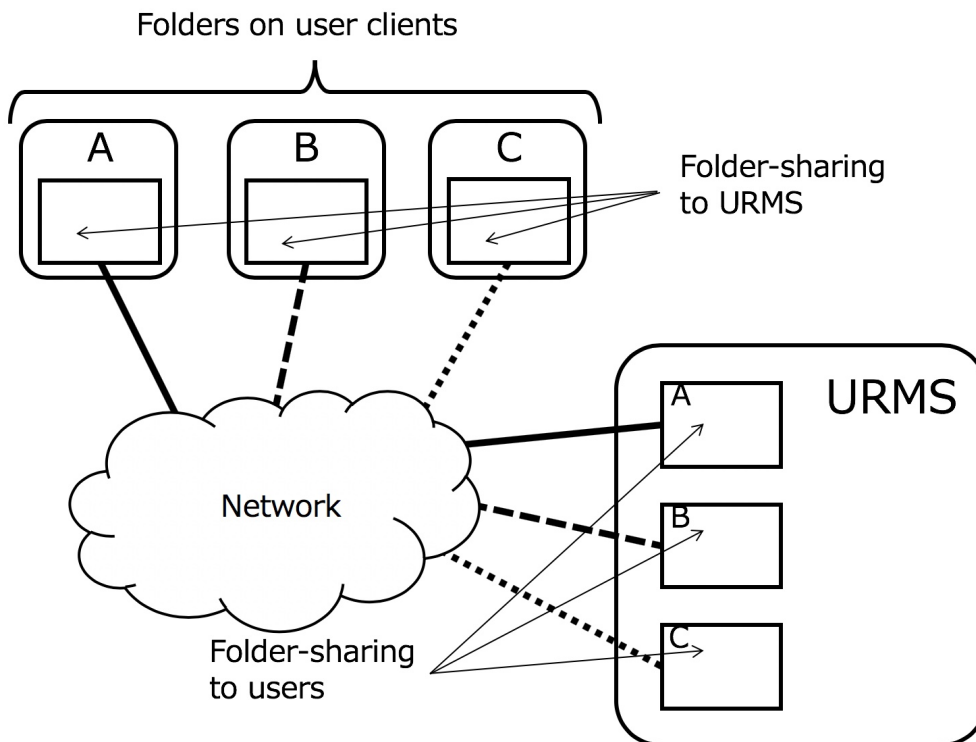 Folders on user clients
A
B
C
Folder-sharing
to URMS
URMS
A
B
C
Network
Folder-sharing
to users